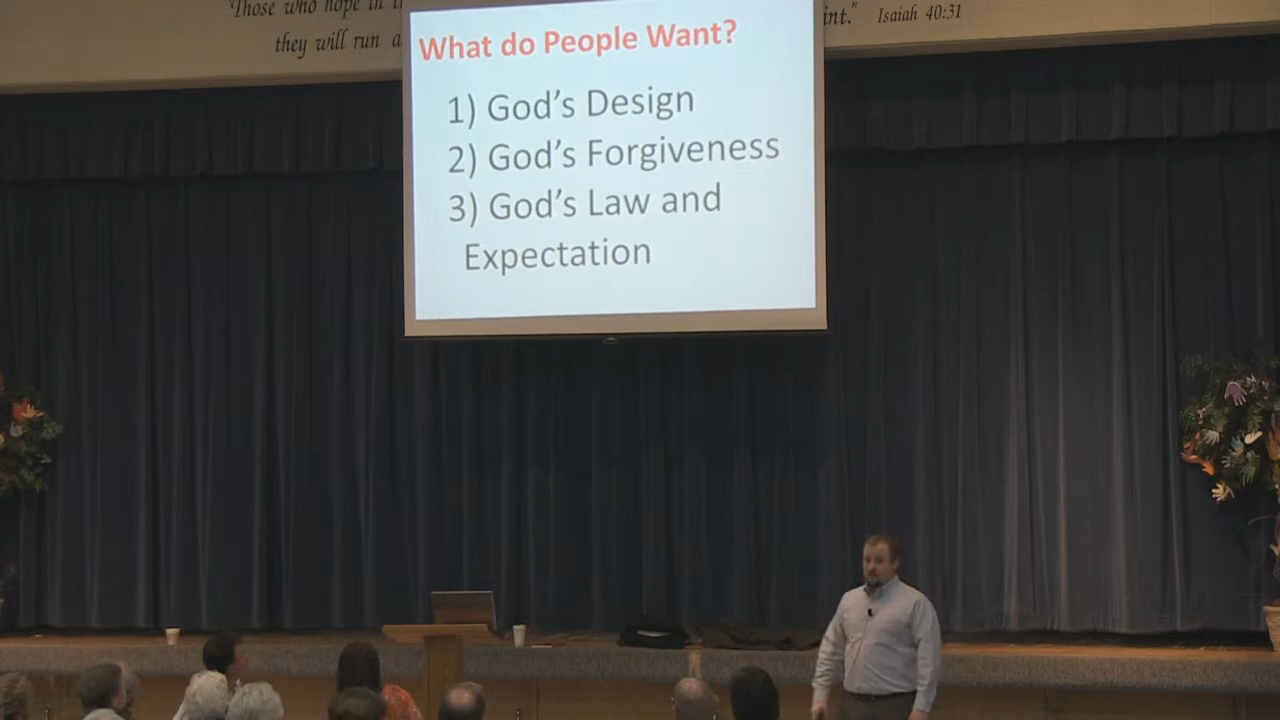 "Those who hope in
int." Isaiah 40:31
they will run
What do People Want?
1) God's Design
2) God's Forgiveness
3) God's Law and
Expectation